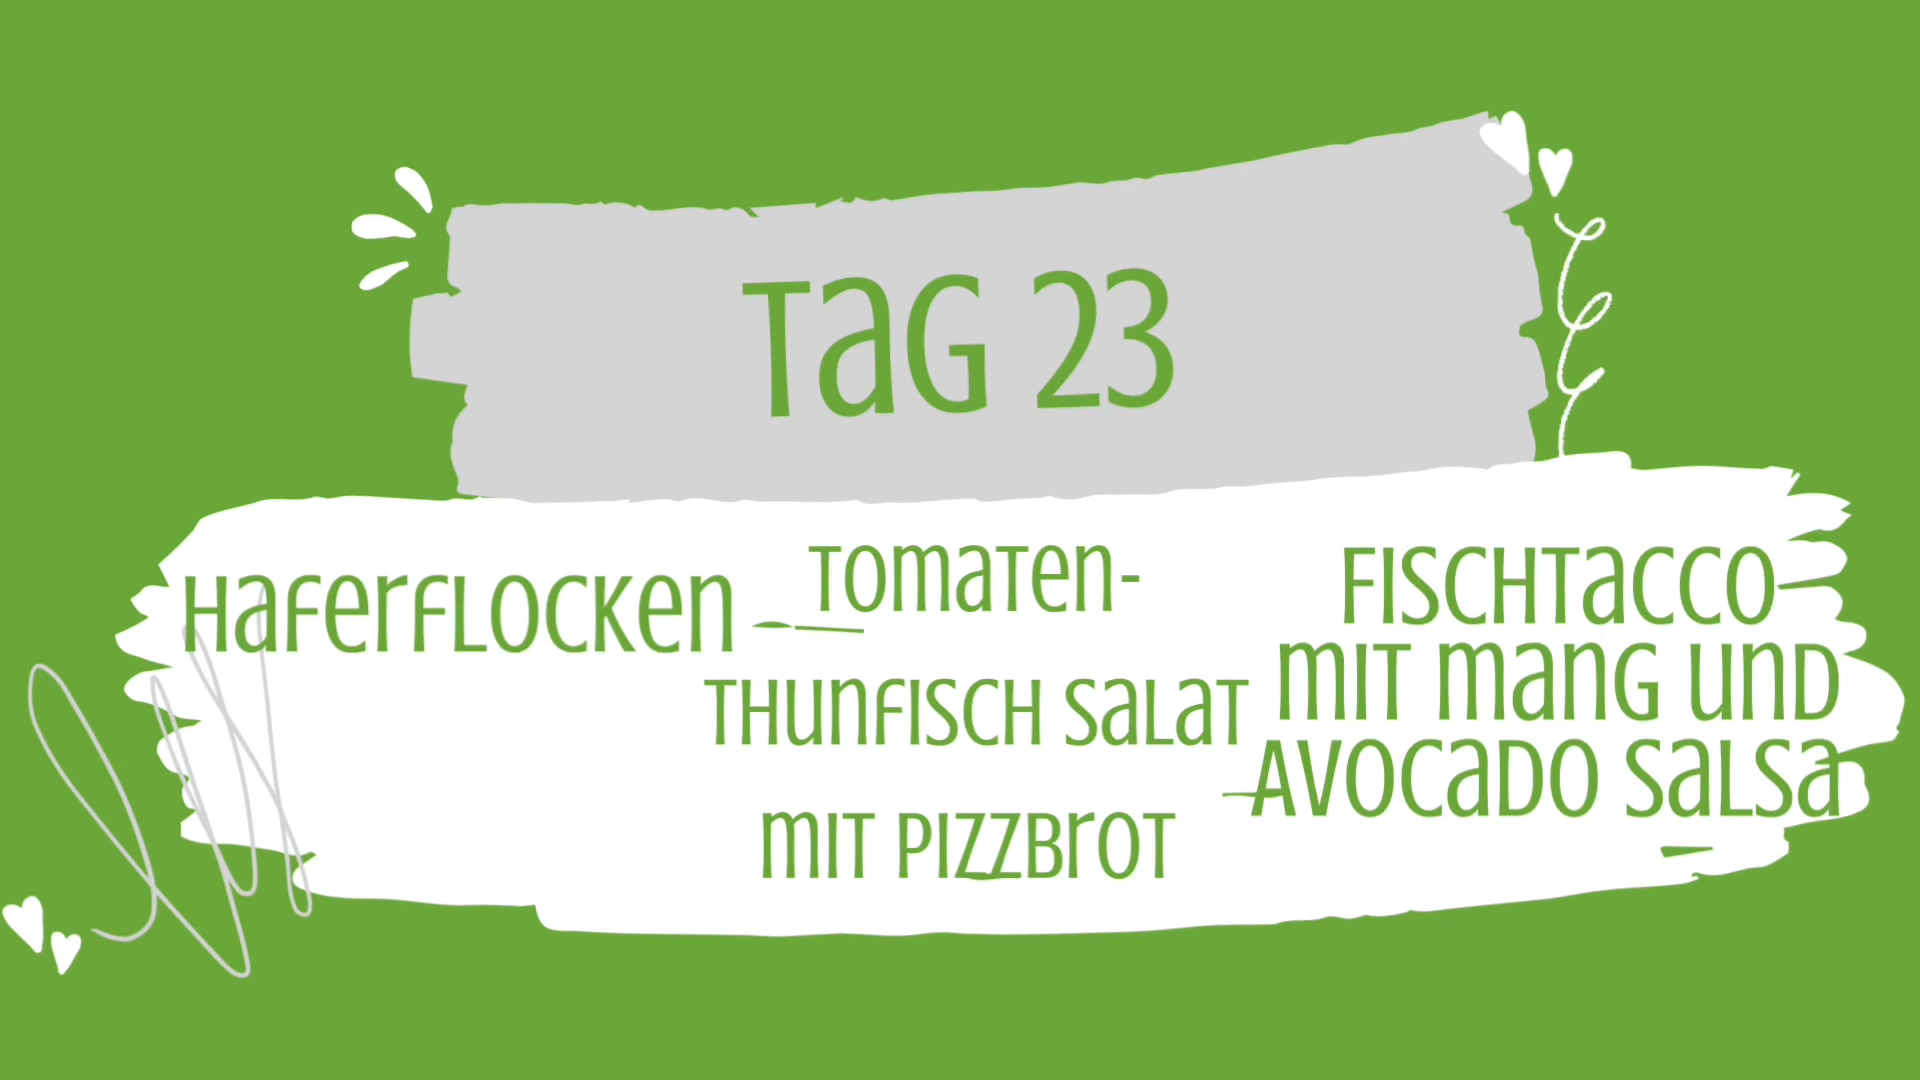 Tag 23
Haferflocken
Tomaten-
Thunfisch Salat
mit Pizzbrot
Fischtacco
mit Mang und
Avocado Salsa